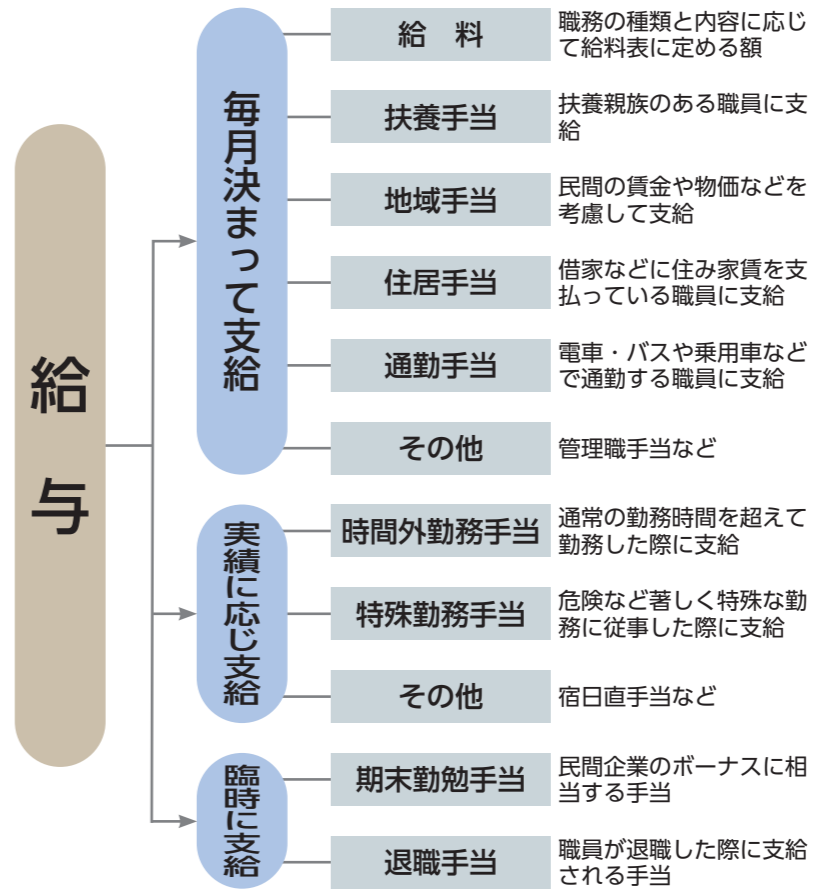 給与
毎月決まって支給
給　料
職務の種類と内容に応じ
て給料表に定める額
扶養手当
扶養親族のある職員に支
給
地域手当
民間の賃金や物価などを
考慮して支給
住居手当
借家などに住み家賃を支
払っている職員に支給
通勤手当
電車・バスや乗用車など
で通勤する職員に支給
その他
管理職手当など
実績に応じ支給
時間外勤務手当
通常の勤務時間を超えて
勤務した際に支給
特殊勤務手当
危険など著しく特殊な勤
務に従事した際に支給
その他
宿日直手当など
臨時に支給
期末勤勉手当
民間企業のボーナスに相
当する手当
退職手当
職員が退職した際に支給
される手当